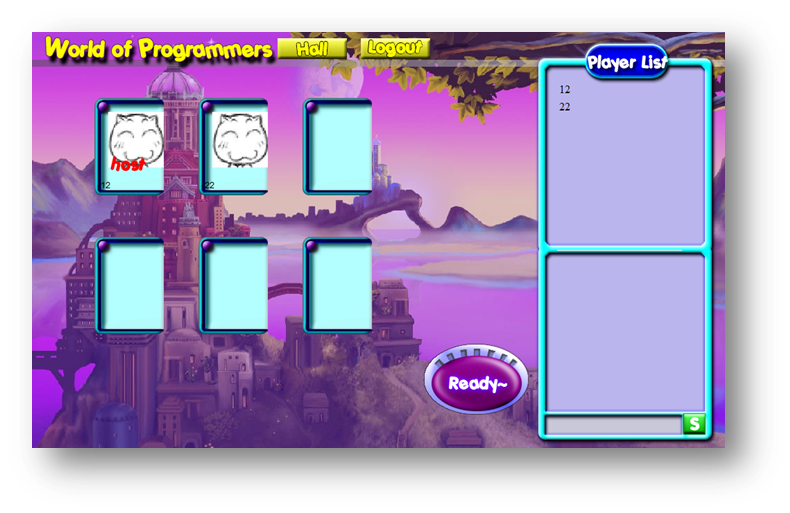 World of Programmers
Hall
Logout
Player List
12
22
host
12
22
Ready~
S